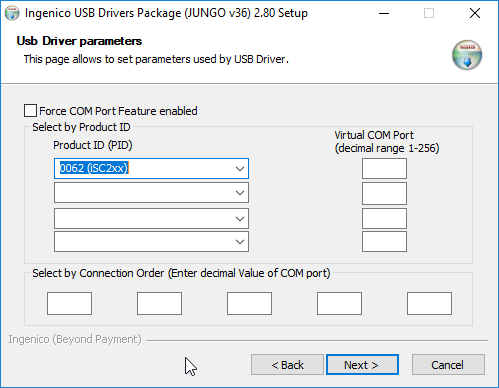 Ingenico USB Drivers Package (JUNGO v36) 2.80 Setup
Usb Driver parameters
This page allows to set parameters used by USB Driver.
Force COM Port Feature enabled
Select by Product ID
Product ID (PID)
Virtual COM Port
(decimal range 1-256)
0062 (iSC2xx)
Select by Connection Order (Enter decimal Value of COM port)
Ingenico (Beyond Payment)
< Back
Next >
Cancel